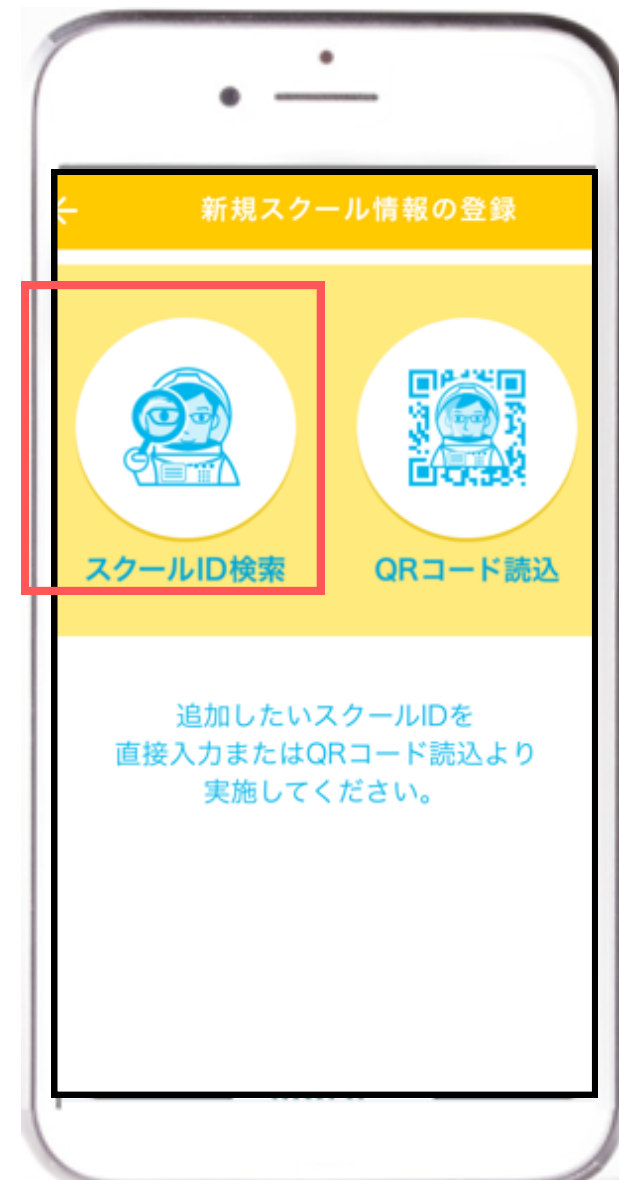 新規スクール情報の登録
スクールID検索
QRコード読込
追加したいスクールIDを
直接入力またはQRコード読込より
実施してください。